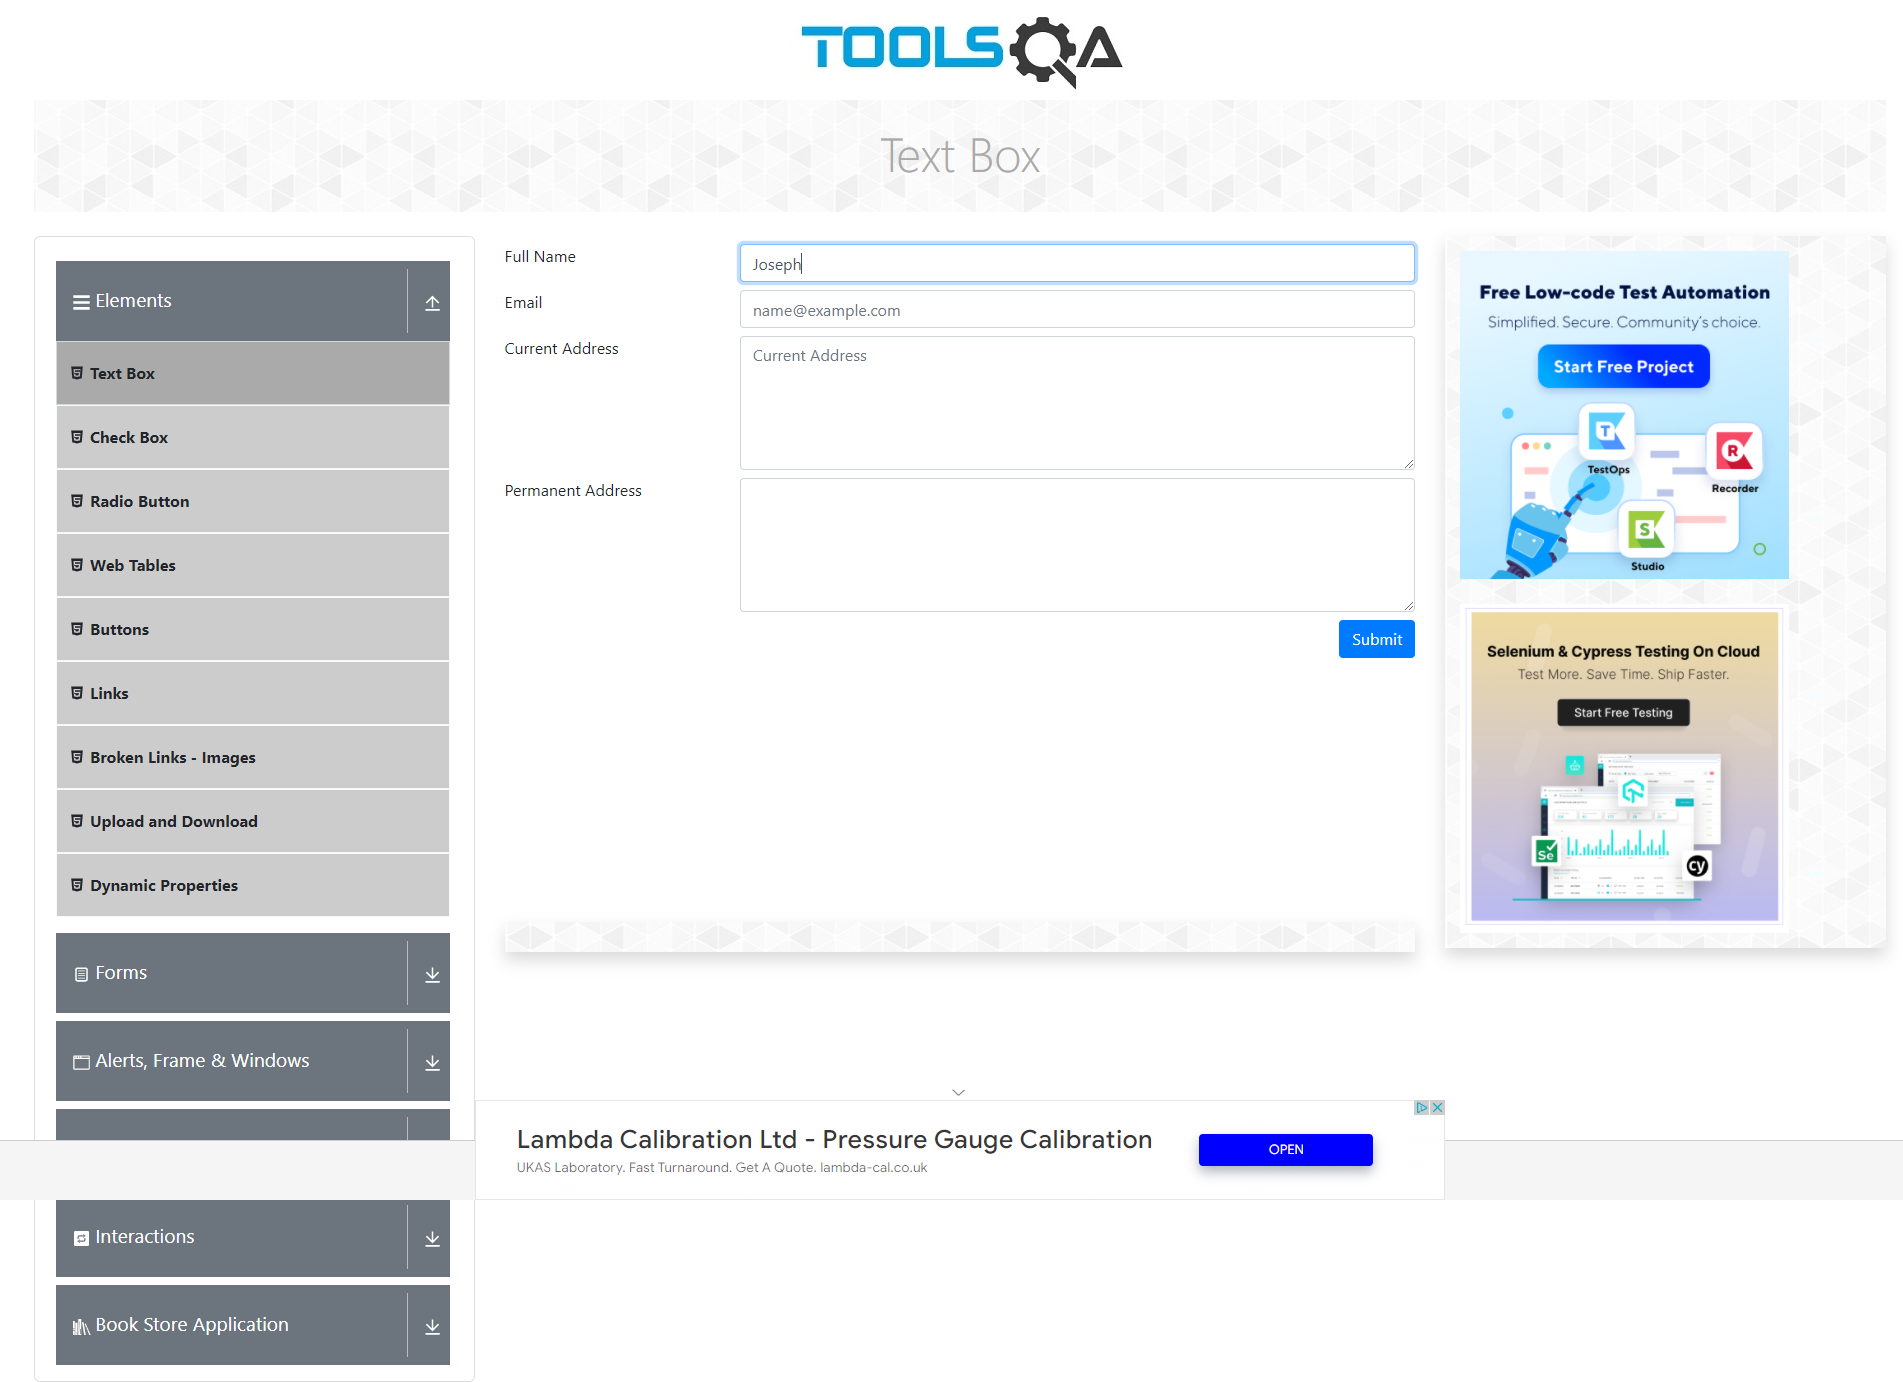 TOOLSQA
Text Box
Elements
Text Box
Check Box
Radio Button
Web Tables
Buttons
Links
Broken Links - Images
Upload and Download
Dynamic Properties
Forms
Alerts, Frame & Windows
Interactions
Book Store Application
Full Name
Joseph
Email
name@example.com
Current Address
Current Address
Permanent Address
Submit
Free Low-code Test Automation
Simplified. Secure. Community's choice.
Start Free Project
T
TestOps
R
Recorder
S
Studio
Selenium & Cypress Testing On Cloud
Test More. Save Time. Ship Faster.
Start Free Testing
Se
cy
Lambda Calibration Ltd - Pressure Gauge Calibration
UKAS Laboratory. Fast Turnaround. Get A Quote. lambda-cal.co.uk
OPEN